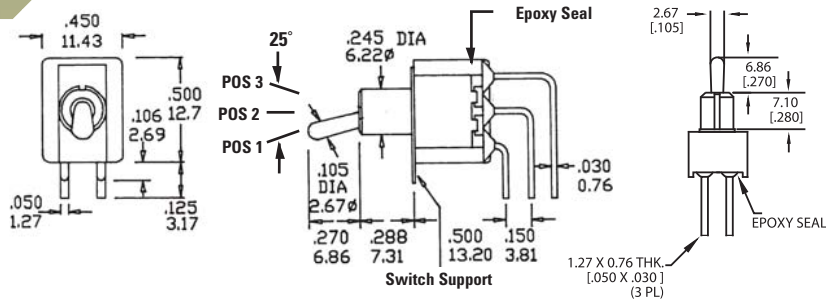 .450
11.43
.500
12.7
.106
2.69
.050
1.27
.125
3.17
25°
POS 3
POS 2
POS 1
.245 DIA
6.22ø
Epoxy Seal
.105
DIA
2.67ø
.270
6.86
.288
7.31
.500
13.20
.150
3.81
.030
0.76
Switch Support
2.67
[.105]
6.86
[.270]
7.10
[.280]
EPOXY SEAL
1.27 X 0.76 THK.
[.050 X .030 ]
(3 PL)